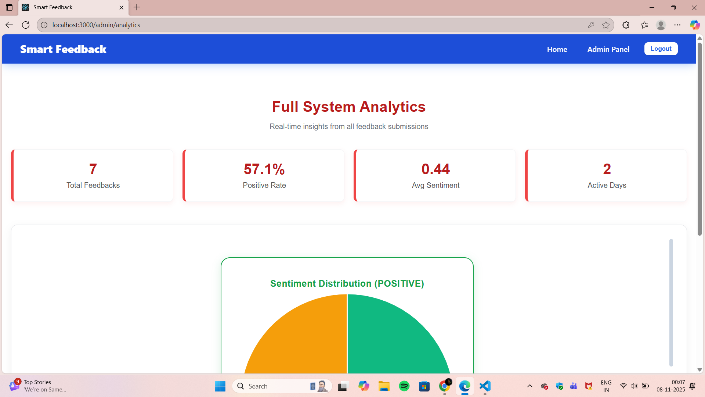 Smart Feedback
localhost:3000/admin/analytics
Smart Feedback
Home
Admin Panel
Logout
Full System Analytics
Real-time insights from all feedback submissions
7
Total Feedbacks
57.1%
Positive Rate
0.44
Avg Sentiment
2
Active Days
Sentiment Distribution (POSITIVE)
Top Stories
'We're on Same...
Search
ENG
IN
00:07
08-11-2025